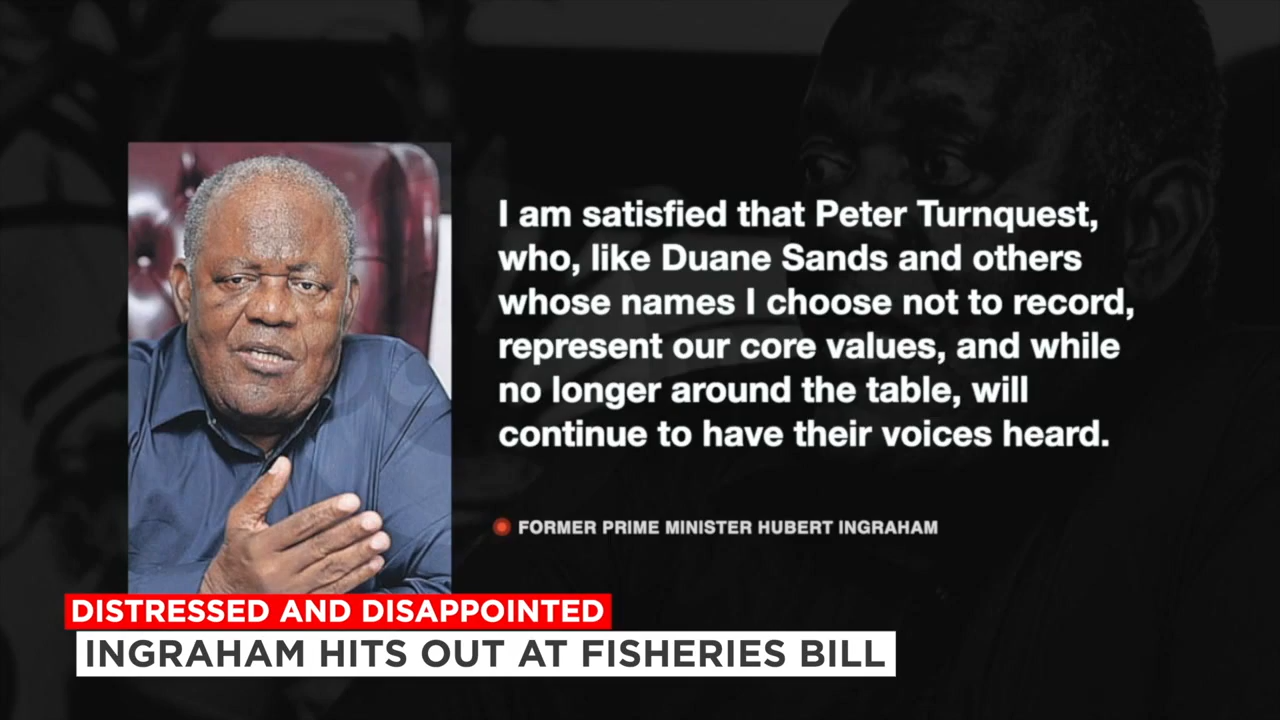 I am satisfied that Peter Turnquest,
who, like Duane Sands and others
whose names I choose not to record,
represent our core values, and while
no longer around the table, will
continue to have their voices heard.
FORMER PRIME MINISTER HUBERT INGRAHAM
DISTRESSED AND DISAPPOINTED
INGRAHAM HITS OUT AT FISHERIES BILL